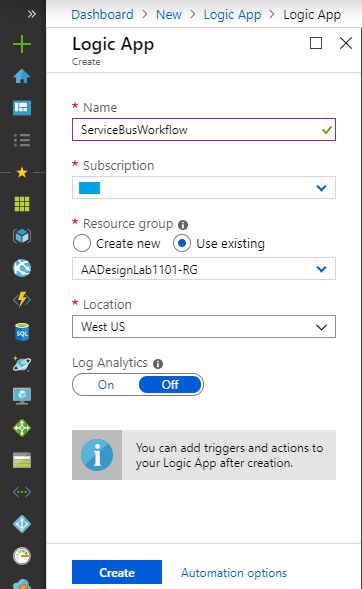 » Dashboard > New > Logic App > Logic App
Logic App
Create
* Name
ServiceBusWorkflow
* Subscription
* Resource group
Create new Use existing
AADesignLab1101-RG
* Location
West US
Log Analytics
On Off
You can add triggers and actions to
your Logic App after creation.
Create Automation options